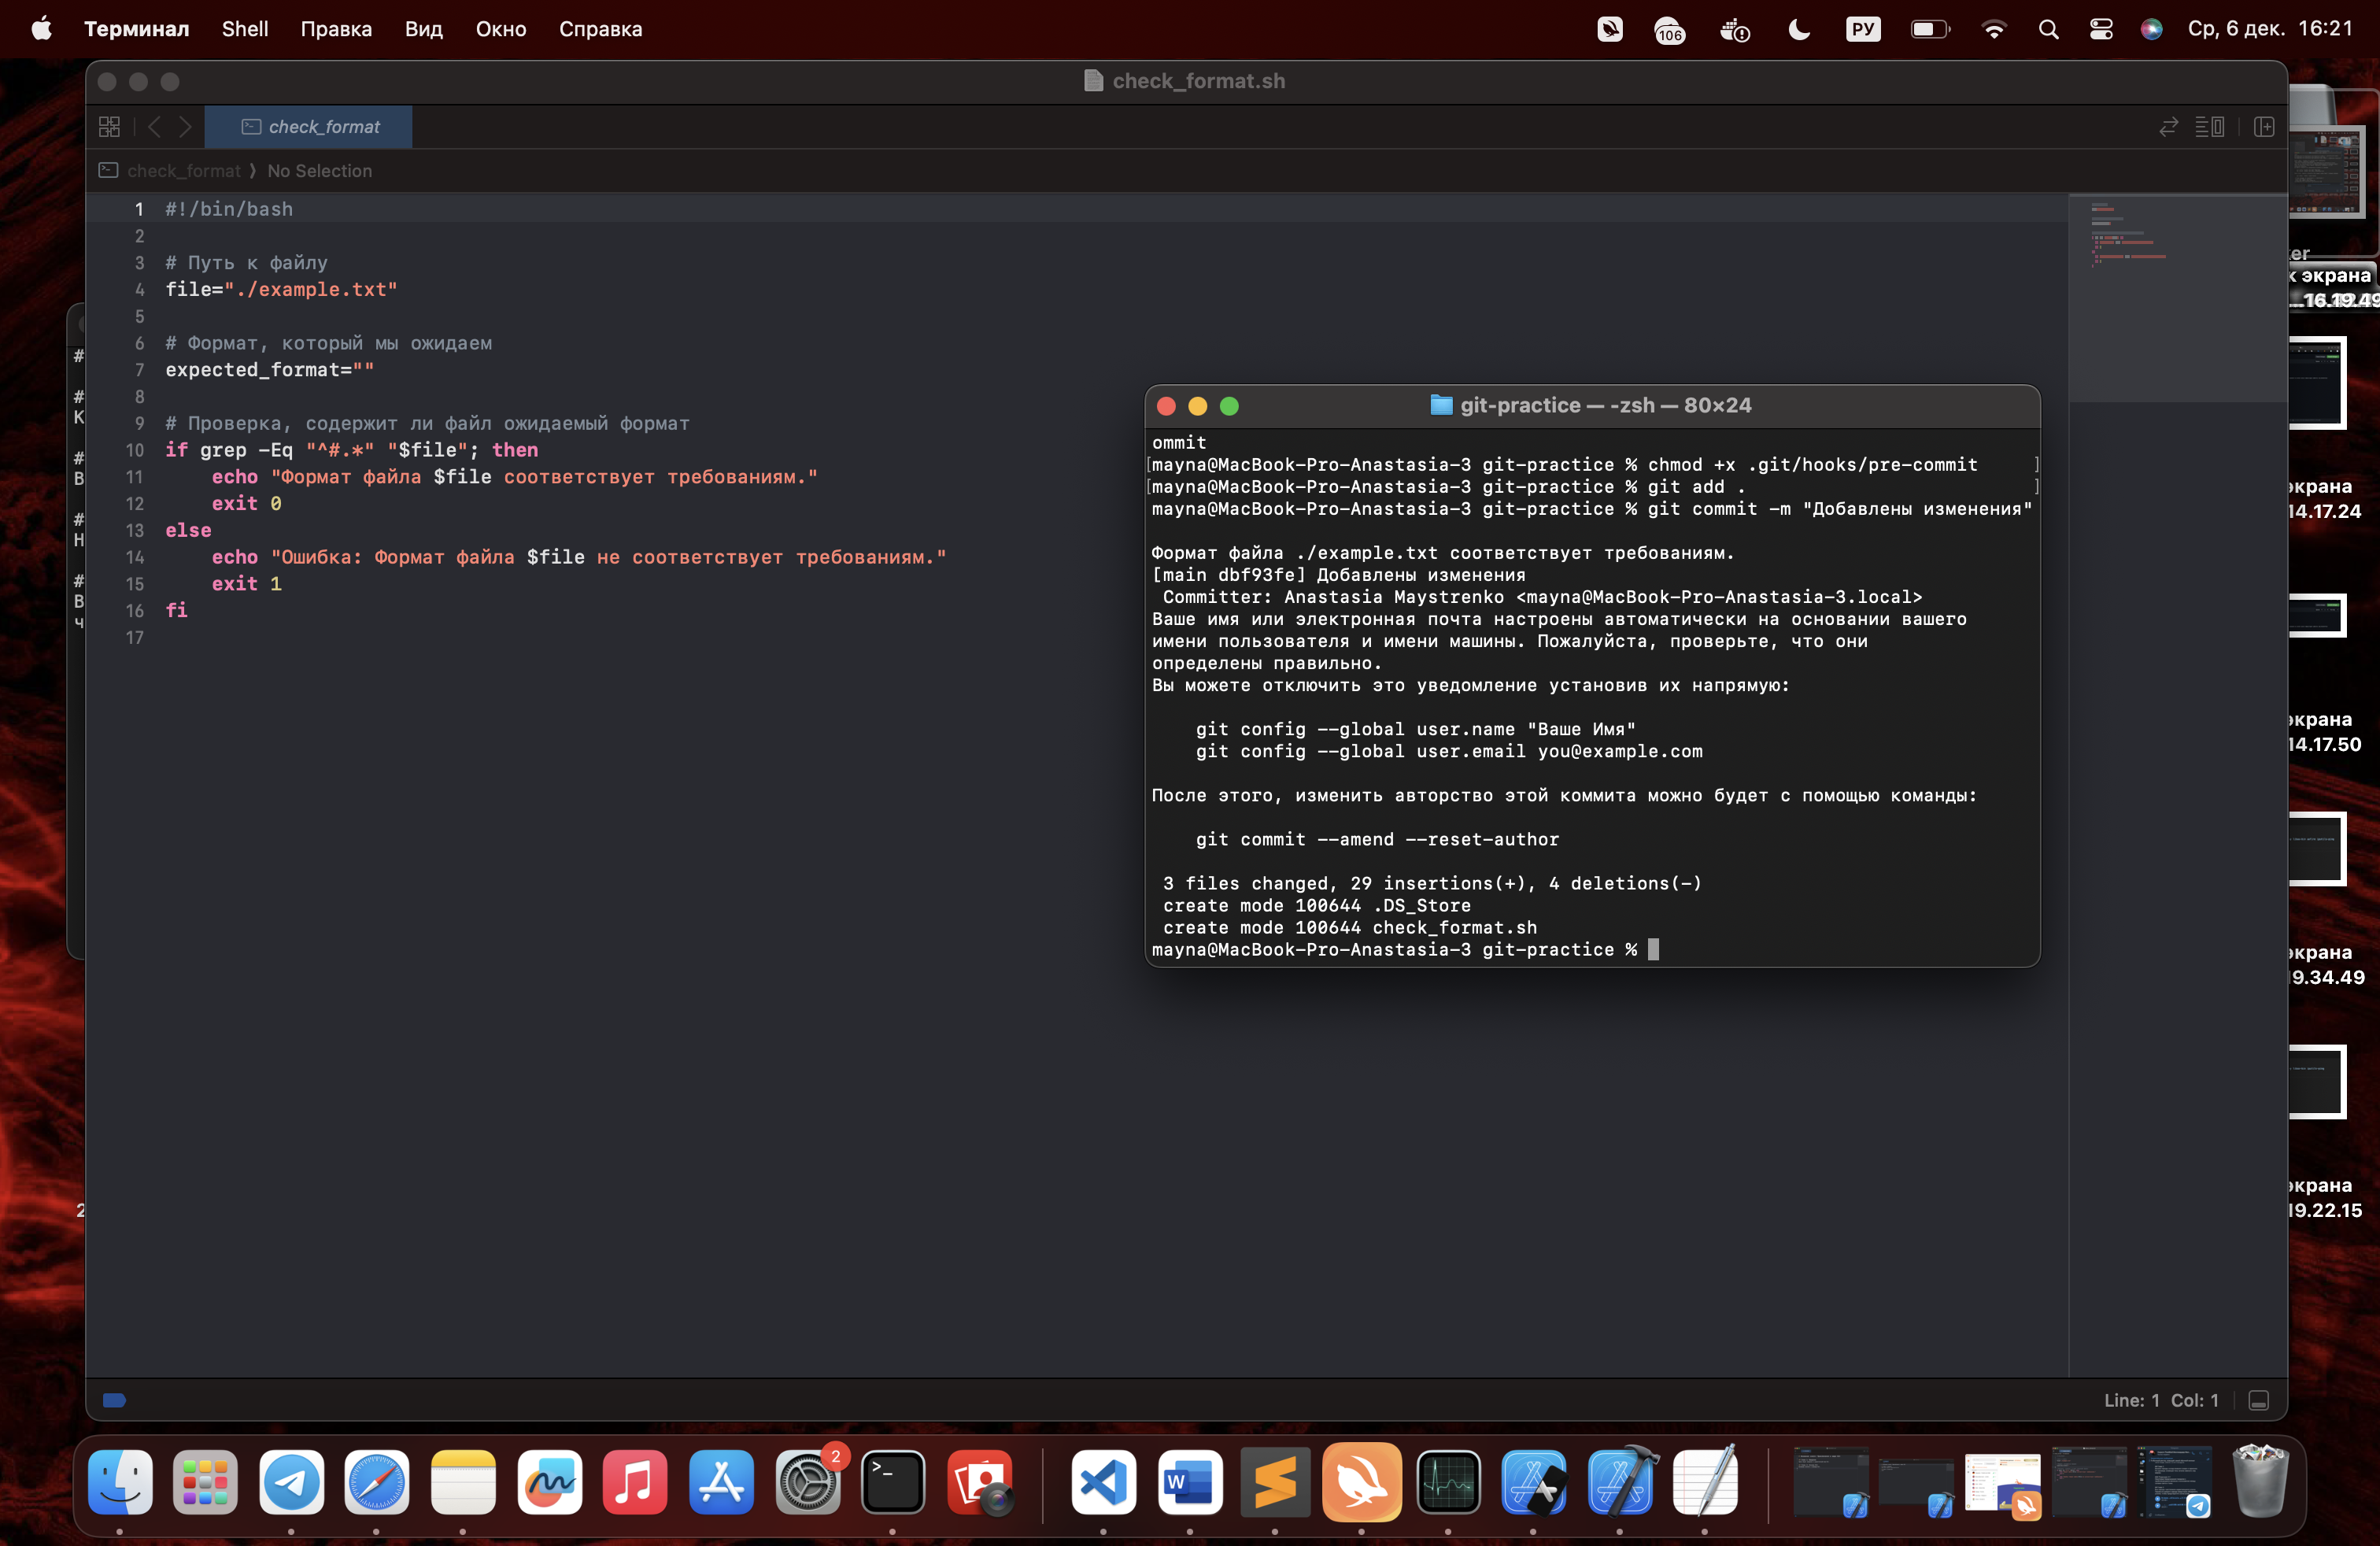 Терминал Shell Правка Вид Окно Справка 106 РУ Ср, 6 дек. 16:21
check_format.sh
check_format
check_format ⟩ No Selection
1 #!/bin/bash
2
3 # Путь к файлу
4 file="./example.txt"
5
6 # Формат, который мы ожидаем
7 expected_format=""
8
9 # Проверка, содержит ли файл ожидаемый формат
10 if grep -Eq "^#.*" "$file"; then
11 echo "Формат файла $file соответствует требованиям."
12 exit 0
13 else
14 echo "Ошибка: Формат файла $file не соответствует требованиям."
15 exit 1
16 fi
17
git-practice — -zsh — 80×24
ommit
[mayna@MacBook-Pro-Anastasia-3 git-practice % chmod +x .git/hooks/pre-commit ]
[mayna@MacBook-Pro-Anastasia-3 git-practice % git add . ]
mayna@MacBook-Pro-Anastasia-3 git-practice % git commit -m "Добавлены изменения"
Формат файла ./example.txt соответствует требованиям.
[main dbf93fe] Добавлены изменения
Committer: Anastasia Maystrenko <mayna@MacBook-Pro-Anastasia-3.local>
Ваше имя или электронная почта настроены автоматически на основании вашего
имени пользователя и имени машины. Пожалуйста, проверьте, что они
определены правильно.
Вы можете отключить это уведомление установив их напрямую:
git config --global user.name "Ваше Имя"
git config --global user.email you@example.com
После этого, изменить авторство этой коммита можно будет с помощью команды:
git commit --amend --reset-author
3 files changed, 29 insertions(+), 4 deletions(-)
create mode 100644 .DS_Store
create mode 100644 check_format.sh
mayna@MacBook-Pro-Anastasia-3 git-practice %
#
#
К
#
В
#
Н
#
В
ч
2
er
к экрана
экрана
14.17.24
экрана
14.17.50
экрана
19.34.49
экрана
19.22.15
Line: 1 Col: 1
2